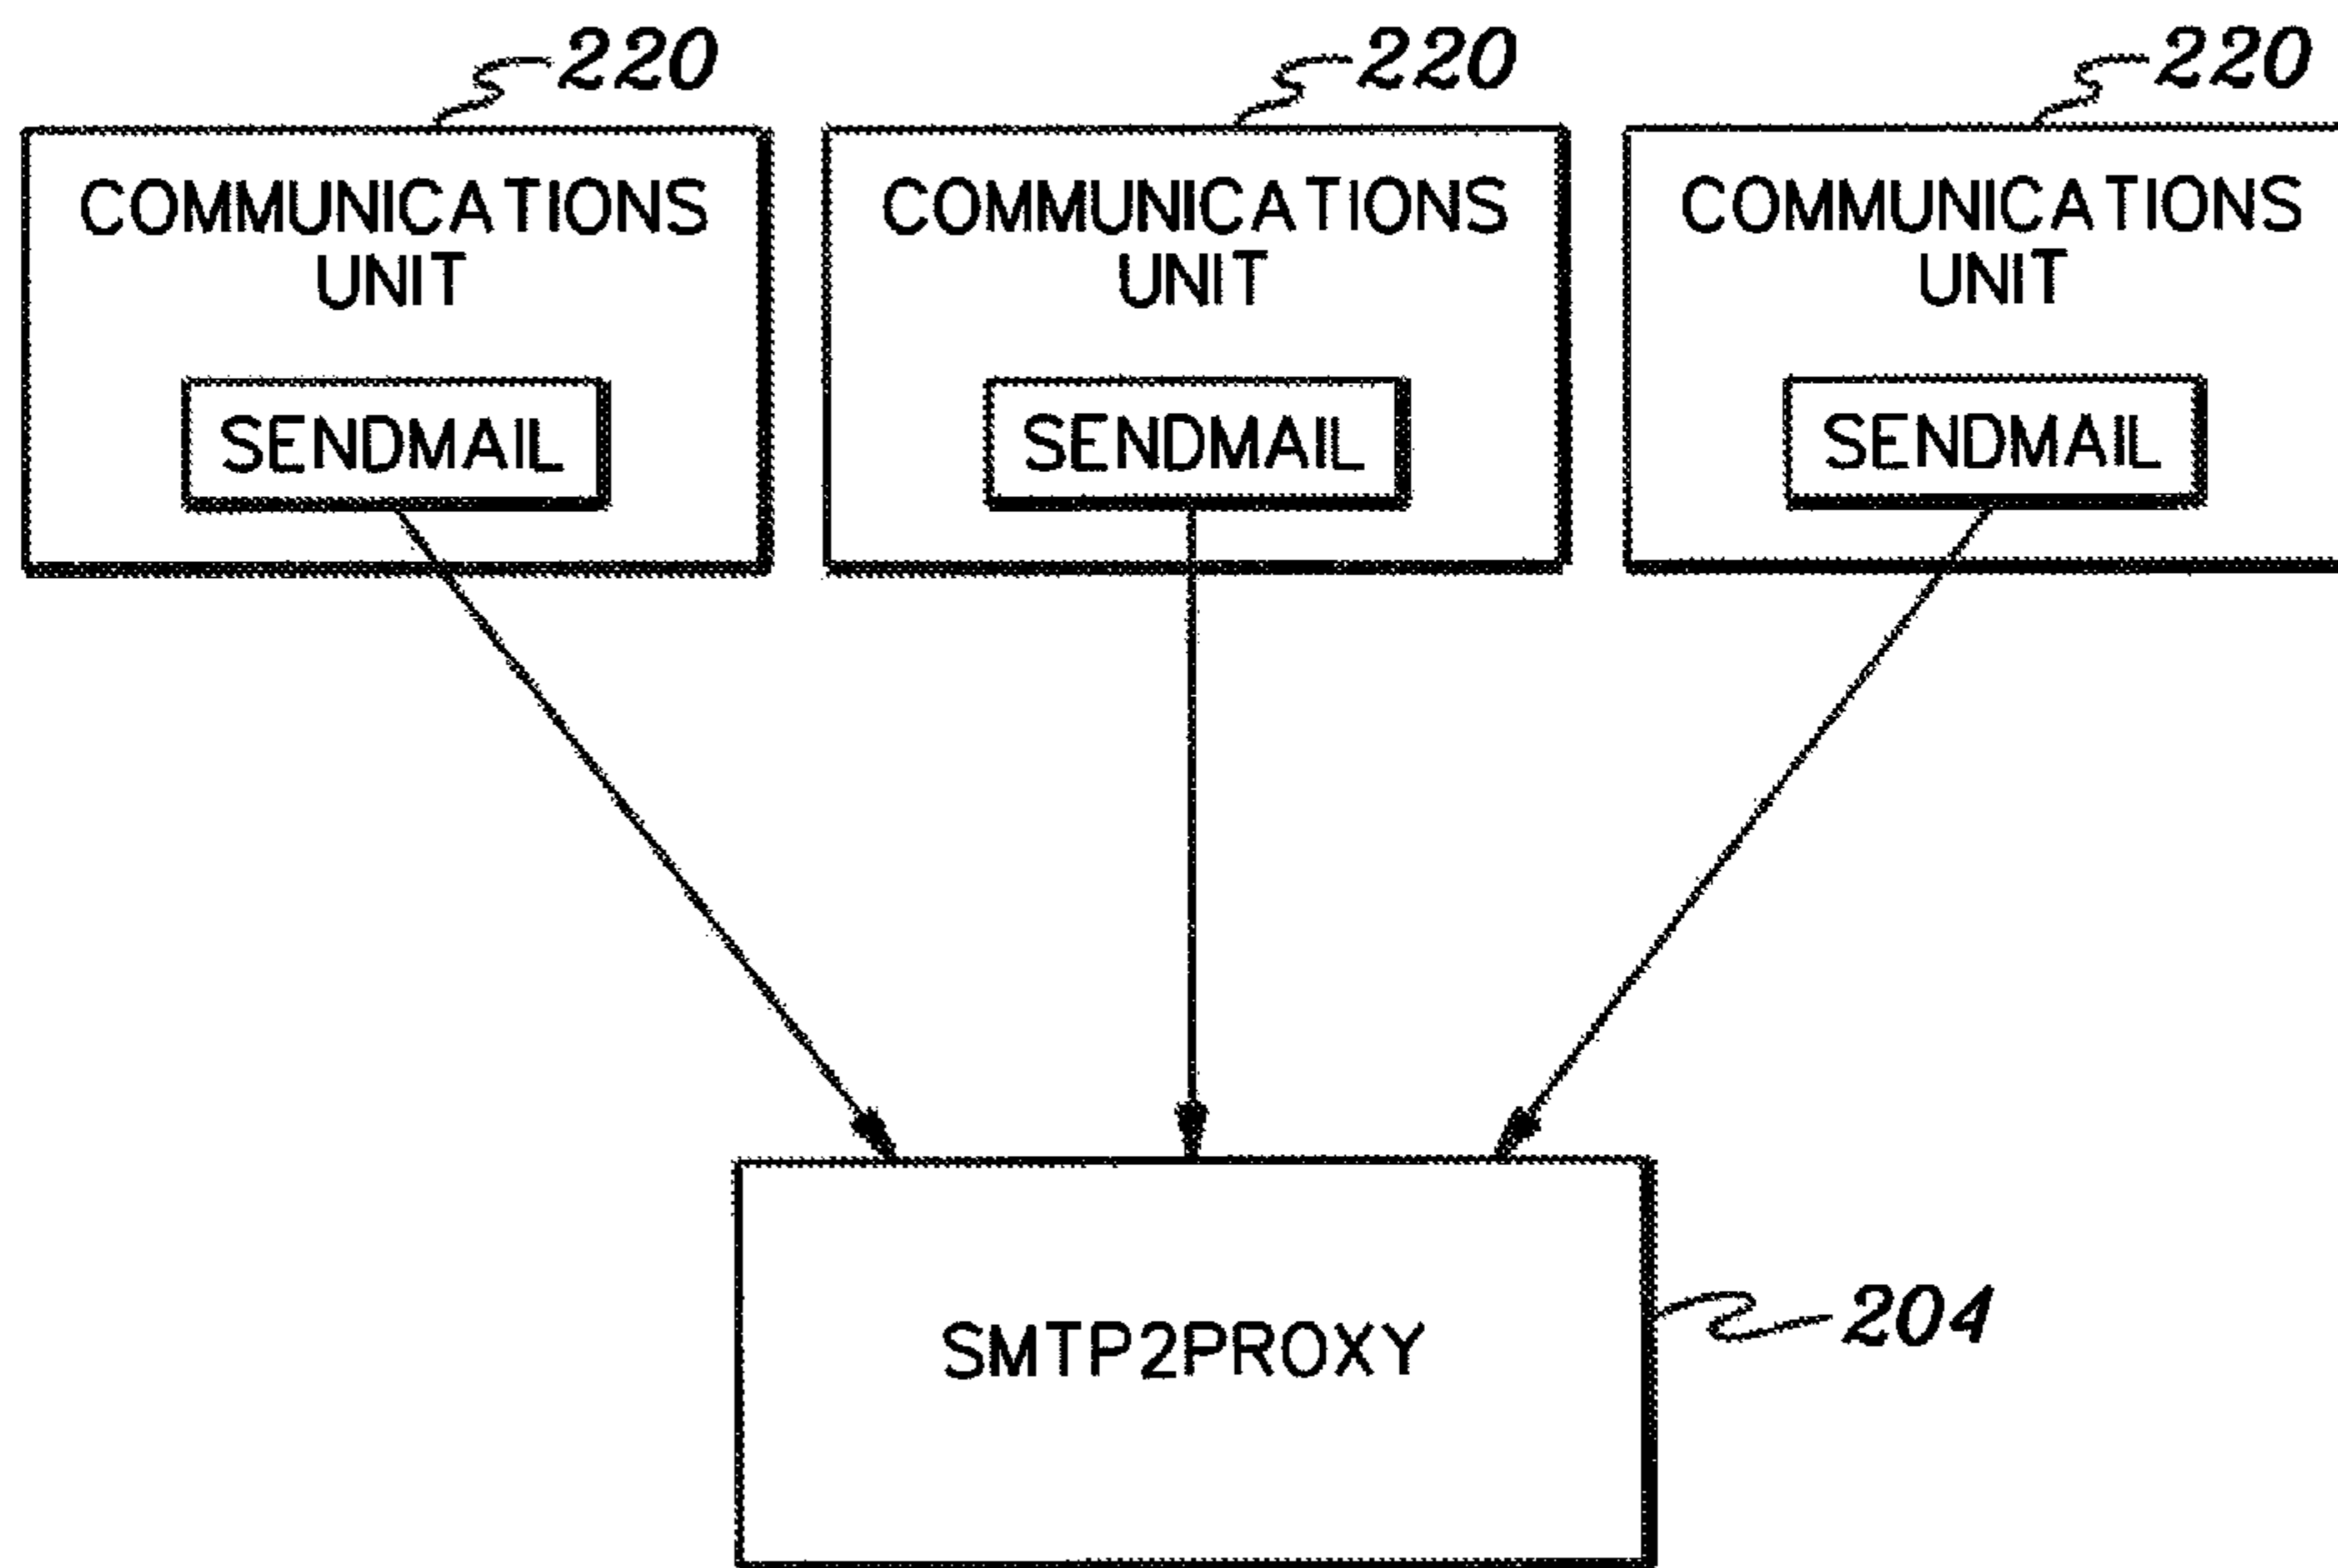 220 220 220
COMMUNICATIONS COMMUNICATIONS COMMUNICATIONS
UNIT UNIT UNIT
SENDMAIL SENDMAIL SENDMAIL
SMTP2PROXY 204